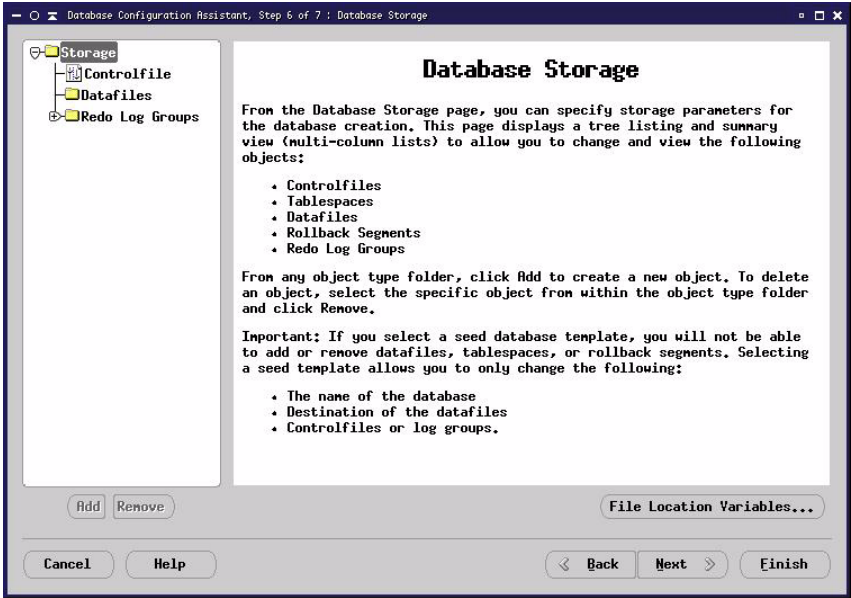 Database Configuration Assistant, Step 6 of 7 : Database Storage
Storage
Controlfile
Datafiles
Redo Log Groups
Database Storage
From the Database Storage page, you can specify storage parameters for
the database creation. This page displays a tree listing and summary
view (multi-column lists) to allow you to change and view the following
objects:
• Controlfiles
• Tablespaces
• Datafiles
• Rollback Segments
• Redo Log Groups
From any object type folder, click Add to create a new object. To delete
an object, select the specific object from within the object type folder
and click Remove.
Important: If you select a seed database template, you will not be able
to add or remove datafiles, tablespaces, or rollback segments. Selecting
a seed template allows you to only change the following:
• The name of the database
• Destination of the datafiles
• Controlfiles or log groups.
Add Remove File Location Variables...
Cancel Help Back Next Finish